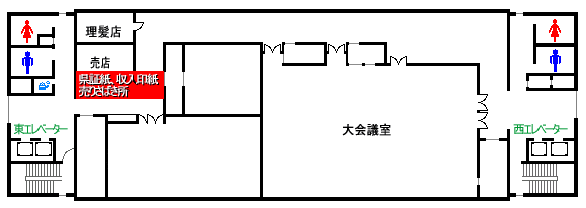 理髪店
売店
県証紙、収入印紙
売りさばき所
大会議室
東エレベーター
西エレベーター